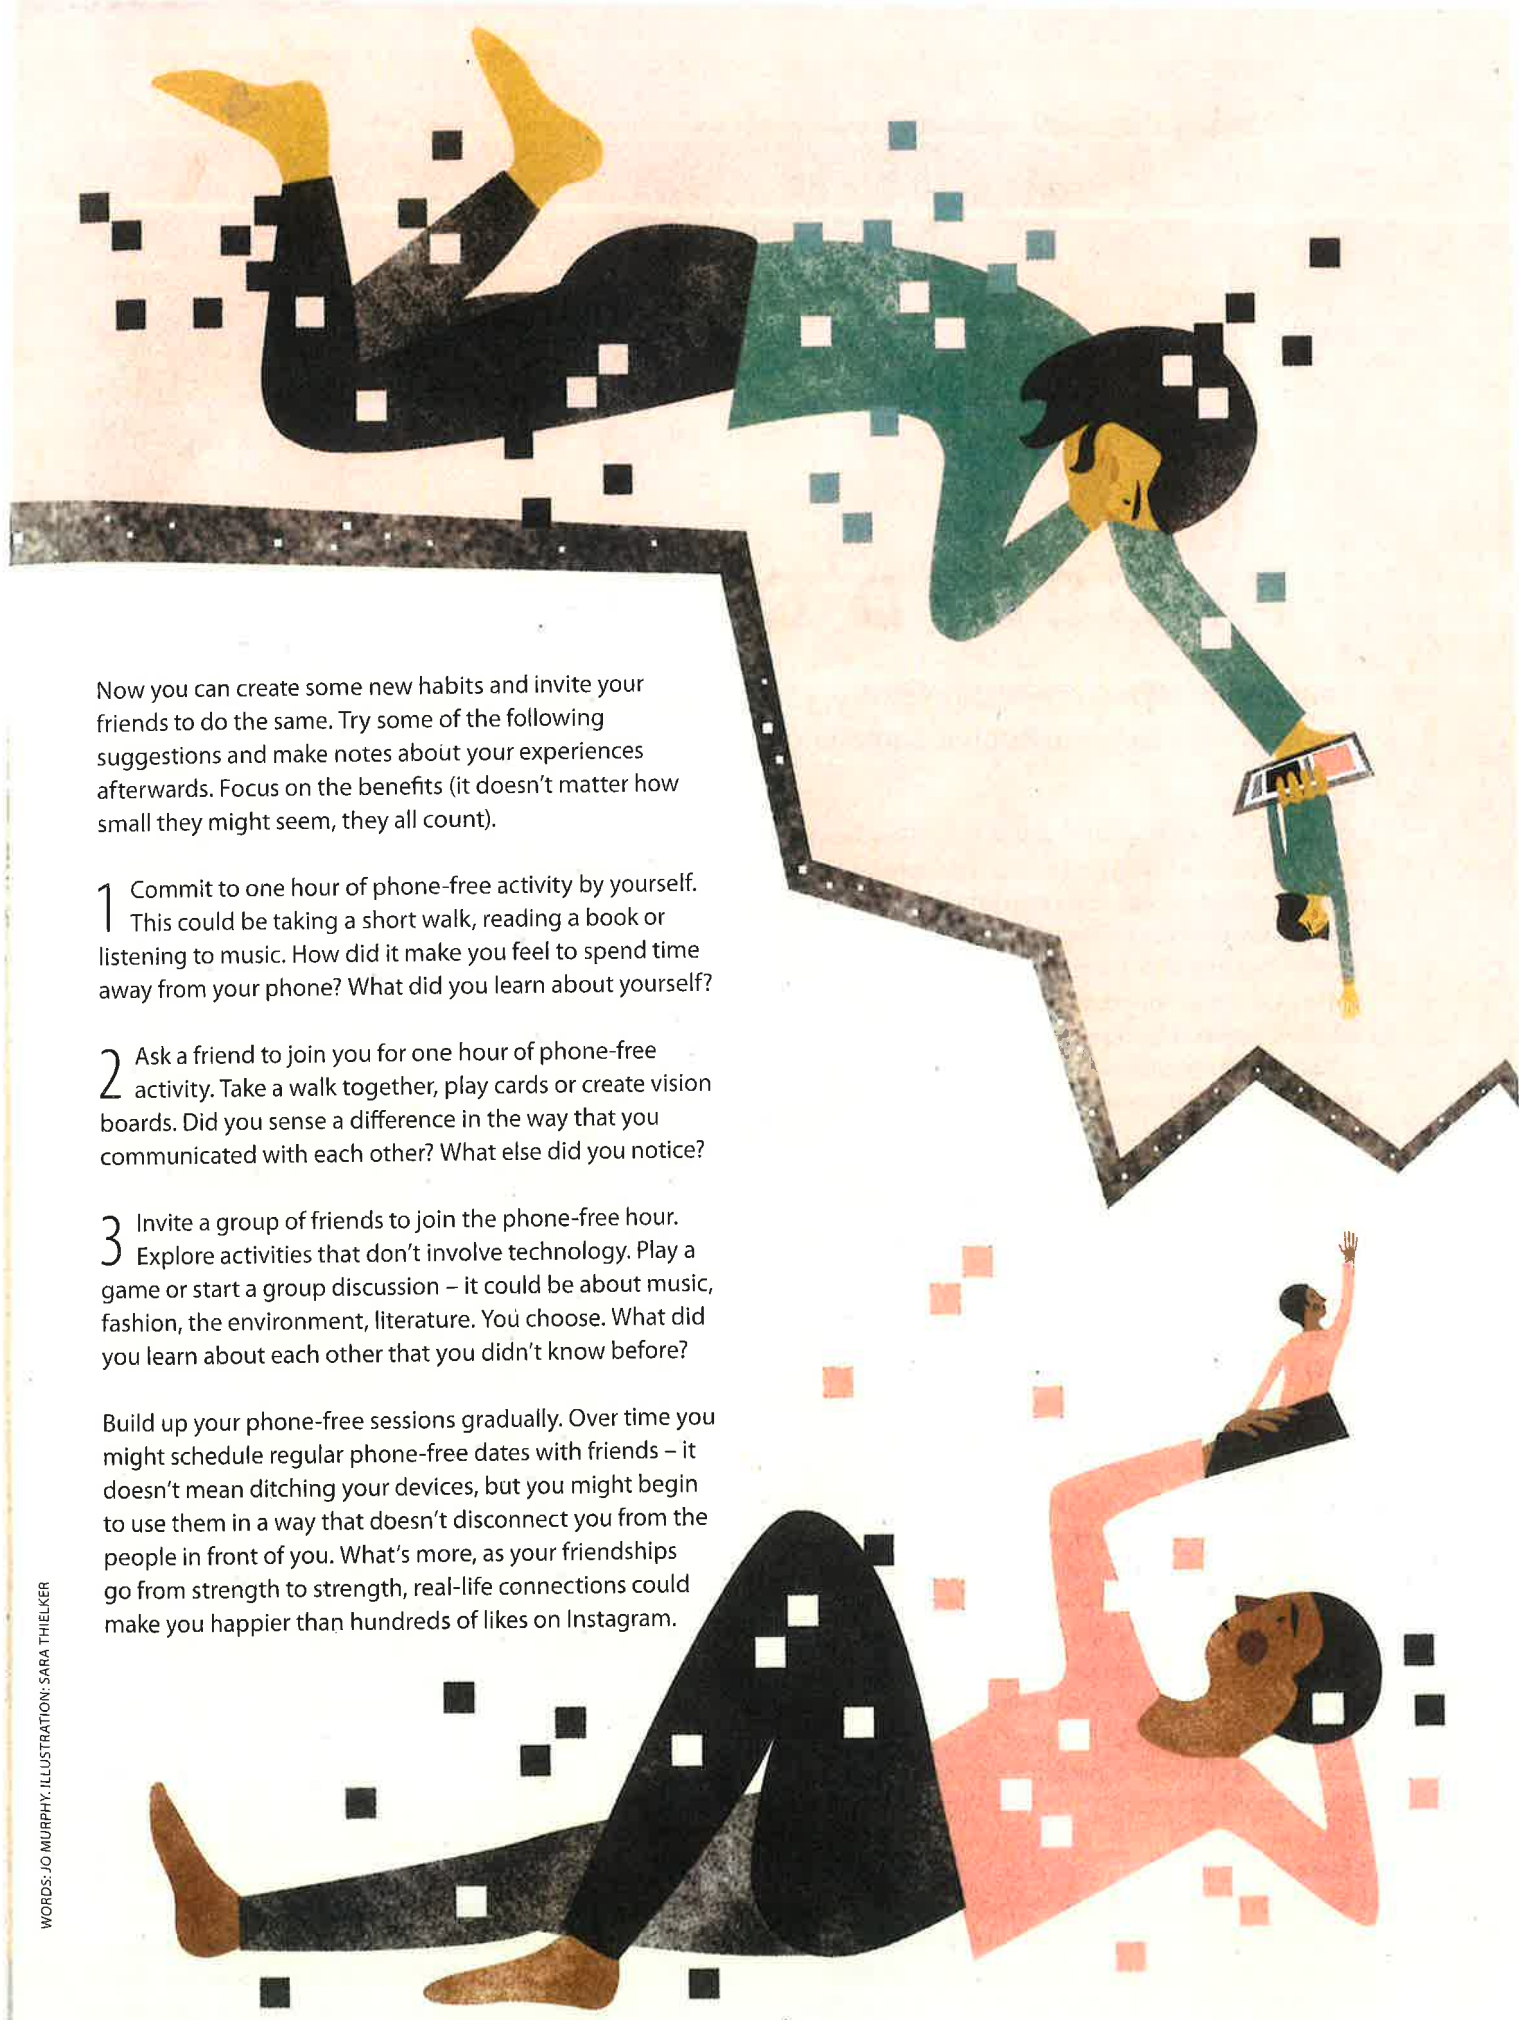 Now you can create some new habits and invite your
friends to do the same. Try some of the following
suggestions and make notes about your experiences
afterwards. Focus on the benefits (it doesn't matter how
small they might seem, they all count).
1 Commit to one hour of phone-free activity by yourself.
This could be taking a short walk, reading a book or
listening to music. How did it make you feel to spend time
away from your phone? What did you learn about yourself?
2 Ask a friend to join you for one hour of phone-free
activity. Take a walk together, play cards or create vision
boards. Did you sense a difference in the way that you
communicated with each other? What else did you notice?
3 Invite a group of friends to join the phone-free hour.
Explore activities that don't involve technology. Play a
game or start a group discussion – it could be about music,
fashion, the environment, literature. You choose. What did
you learn about each other that you didn't know before?
Build up your phone-free sessions gradually. Over time you
might schedule regular phone-free dates with friends – it
doesn't mean ditching your devices, but you might begin
to use them in a way that doesn't disconnect you from the
people in front of you. What's more, as your friendships
go from strength to strength, real-life connections could
make you happier than hundreds of likes on Instagram.
WORDS: JO MURPHY. ILLUSTRATION: SARA THIELKER